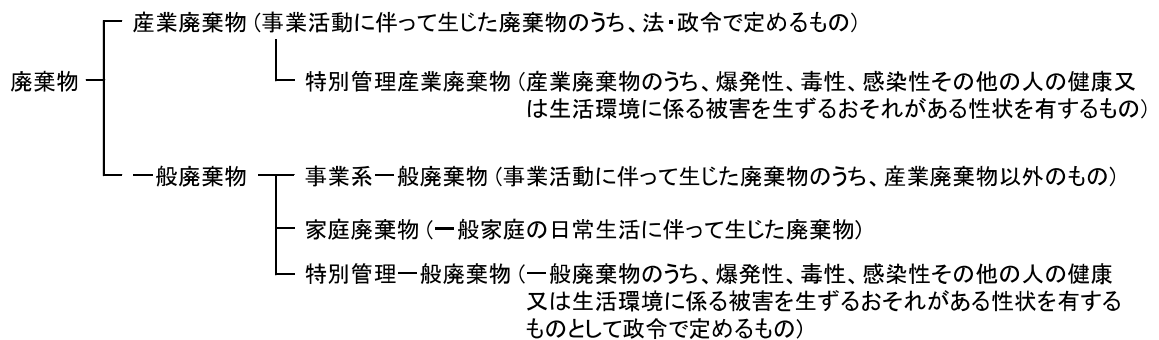 産業廃棄物（事業活動に伴って生じた廃棄物のうち、法・政令で定めるもの）
廃棄物
特別管理産業廃棄物（産業廃棄物のうち、爆発性、毒性、感染性その他の人の健康又
は生活環境に係る被害を生ずるおそれがある性状を有するもの）
一般廃棄物 事業系一般廃棄物（事業活動に伴って生じた廃棄物のうち、産業廃棄物以外のもの）
家庭廃棄物（一般家庭の日常生活に伴って生じた廃棄物）
特別管理一般廃棄物（一般廃棄物のうち、爆発性、毒性、感染性その他の人の健康
又は生活環境に係る被害を生ずるおそれがある性状を有する
ものとして政令で定めるもの）